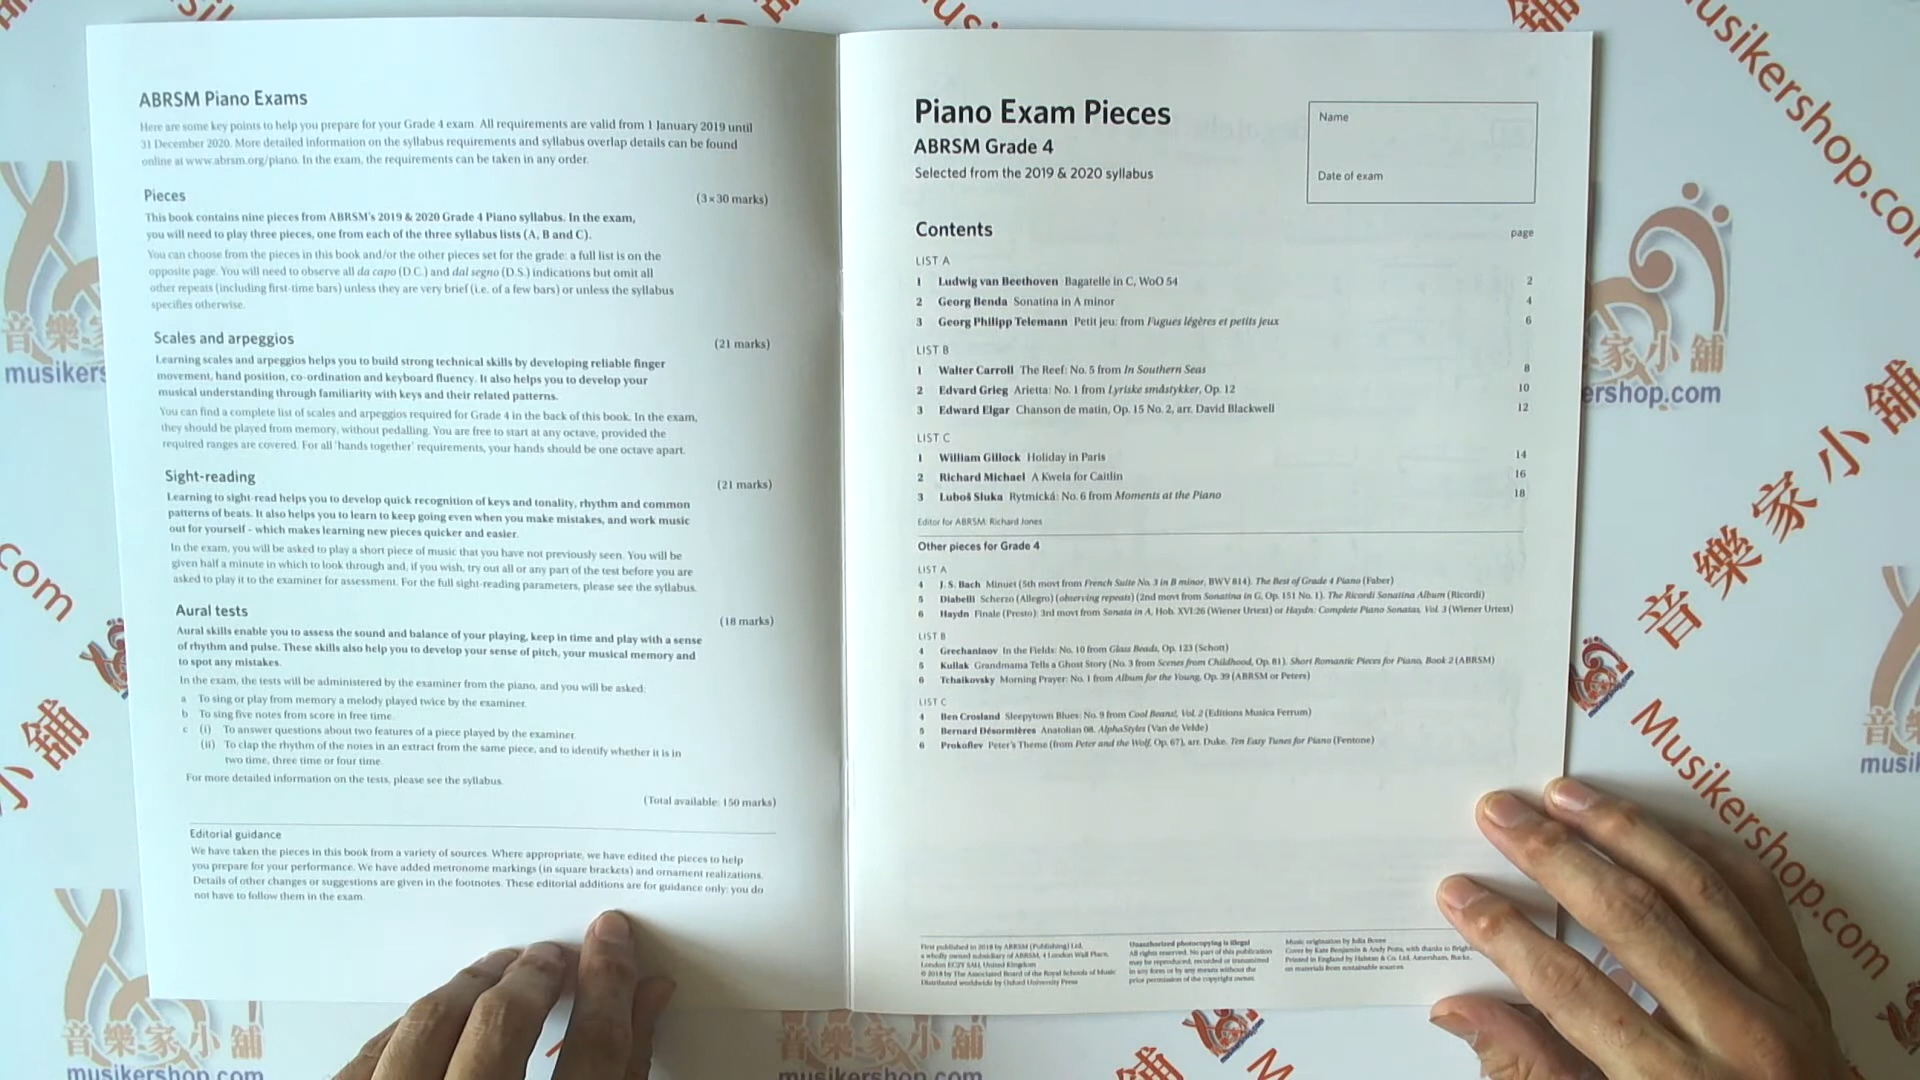 ABRSM Piano Exams
Here are some key points to help you prepare for your Grade 4 exam. All requirements are valid from 1 January 2019 until
31 December 2020. More detailed information on the syllabus requirements and syllabus overlap details can be found
online at www.abrsm.org/piano. In the exam, the requirements can be taken in any order.
Pieces (3×30 marks)
This book contains nine pieces from ABRSM's 2019 & 2020 Grade 4 Piano syllabus. In the exam,
you will need to play three pieces, one from each of the three syllabus lists (A, B and C).
You can choose from the pieces in this book and/or the other pieces set for the grade: a full list is on the
opposite page. You will need to observe all da capo (D.C.) and dal segno (D.S.) indications but omit all
other repeats (including first-time bars) unless they are very brief (i.e. of a few bars) or unless the syllabus
specifies otherwise.
Scales and arpeggios (21 marks)
Learning scales and arpeggios helps you to build strong technical skills by developing reliable finger
movement, hand position, co-ordination and keyboard fluency. It also helps you to develop your
musical understanding through familiarity with keys and their related patterns.
You can find a complete list of scales and arpeggios required for Grade 4 in the back of this book. In the exam,
they should be played from memory, without pedalling. You are free to start at any octave, provided the
required ranges are covered. For all 'hands together' requirements, your hands should be one octave apart.
Sight-reading (21 marks)
Learning to sight-read helps you to develop quick recognition of keys and tonality, rhythm and common
patterns of beats. It also helps you to learn to keep going even when you make mistakes, and work music
out for yourself – which makes learning new pieces quicker and easier.
In the exam, you will be asked to play a short piece of music that you have not previously seen. You will be
given half a minute in which to look through and, if you wish, try out all or any part of the test before you are
asked to play it to the examiner for assessment. For the full sight-reading parameters, please see the syllabus.
Aural tests (18 marks)
Aural skills enable you to assess the sound and balance of your playing, keep in time and play with a sense
of rhythm and pulse. These skills also help you to develop your sense of pitch, your musical memory and
to spot any mistakes.
In the exam, the tests will be administered by the examiner from the piano, and you will be asked:
a To sing or play from memory a melody played twice by the examiner.
b To sing five notes from score in free time.
c (i) To answer questions about two features of a piece played by the examiner.
(ii) To clap the rhythm of the notes in an extract from the same piece, and to identify whether it is in
two time, three time or four time.
For more detailed information on the tests, please see the syllabus.
(Total available: 150 marks)
Editorial guidance
We have taken the pieces in this book from a variety of sources. Where appropriate, we have edited the pieces to help
you prepare for your performance. We have added metronome markings (in square brackets) and ornament realizations.
Details of other changes or suggestions are given in the footnotes. These editorial additions are for guidance only: you do
not have to follow them in the exam.
Piano Exam Pieces
ABRSM Grade 4
Selected from the 2019 & 2020 syllabus
Name
Date of exam
Contents page
LIST A
1 Ludwig van Beethoven Bagatelle in C, WoO 54 2
2 Georg Benda Sonatina in A minor 4
3 Georg Philipp Telemann Petit jeu: from Fugues légères et petits jeux 6
LIST B
1 Walter Carroll The Reef: No. 5 from In Southern Seas 8
2 Edvard Grieg Arietta: No. 1 from Lyriske småstykker, Op. 12 10
3 Edward Elgar Chanson de matin, Op. 15 No. 2, arr. David Blackwell 12
LIST C
1 William Gillock Holiday in Paris 14
2 Richard Michael A Kwela for Caitlin 16
3 Luboš Sluka Rytmická: No. 6 from Moments at the Piano 18
Editor for ABRSM: Richard Jones
Other pieces for Grade 4
LIST A
4 J. S. Bach Minuet (5th movt from French Suite No. 3 in B minor, BWV 814). The Best of Grade 4 Piano (Faber)
5 Diabelli Scherzo (Allegro) (observing repeats) (2nd movt from Sonatina in G, Op. 151 No. 1). The Ricordi Sonatina Album (Ricordi)
6 Haydn Finale (Presto): 3rd movt from Sonata in A, Hob. XVI:26 (Wiener Urtext) or Haydn: Complete Piano Sonatas, Vol. 3 (Wiener Urtext)
LIST B
4 Grechaninov In the Fields: No. 10 from Glass Beads, Op. 123 (Schott)
5 Kullak Grandmama Tells a Ghost Story (No. 3 from Scenes from Childhood, Op. 81). Short Romantic Pieces for Piano, Book 2 (ABRSM)
6 Tchaikovsky Morning Prayer: No. 1 from Album for the Young, Op. 39 (ABRSM or Peters)
LIST C
4 Ben Crosland Sleepytown Blues: No. 9 from Cool Beans!, Vol. 2 (Editions Musica Ferrum)
5 Bernard Désormières Anatolian 08. AlphaStyles (Van de Velde)
6 Prokofiev Peter's Theme (from Peter and the Wolf, Op. 67), arr. Duke. Ten Easy Tunes for Piano (Fentone)
First published in 2018 by ABRSM (Publishing) Ltd,
a wholly owned subsidiary of ABRSM, 4 London Wall Place,
London EC2Y 5AU, United Kingdom
© 2018 by The Associated Board of the Royal Schools of Music
Distributed worldwide by Oxford University Press
Unauthorized photocopying is illegal
All rights reserved. No part of this publication
may be reproduced, recorded or transmitted
in any form or by any means without the
prior permission of the copyright owner.
Music origination by Julia Bovee
Cover by Kate Benjamin & Andy Potts, with thanks to
Printed in England by Halstan & Co. Ltd, Amersham, Bucks.,
on materials from sustainable sources
Musikershop.com
音樂家小舖
Musikershop.com
音樂家小舖
musikershop.com
音樂家小舖
musikershop.com